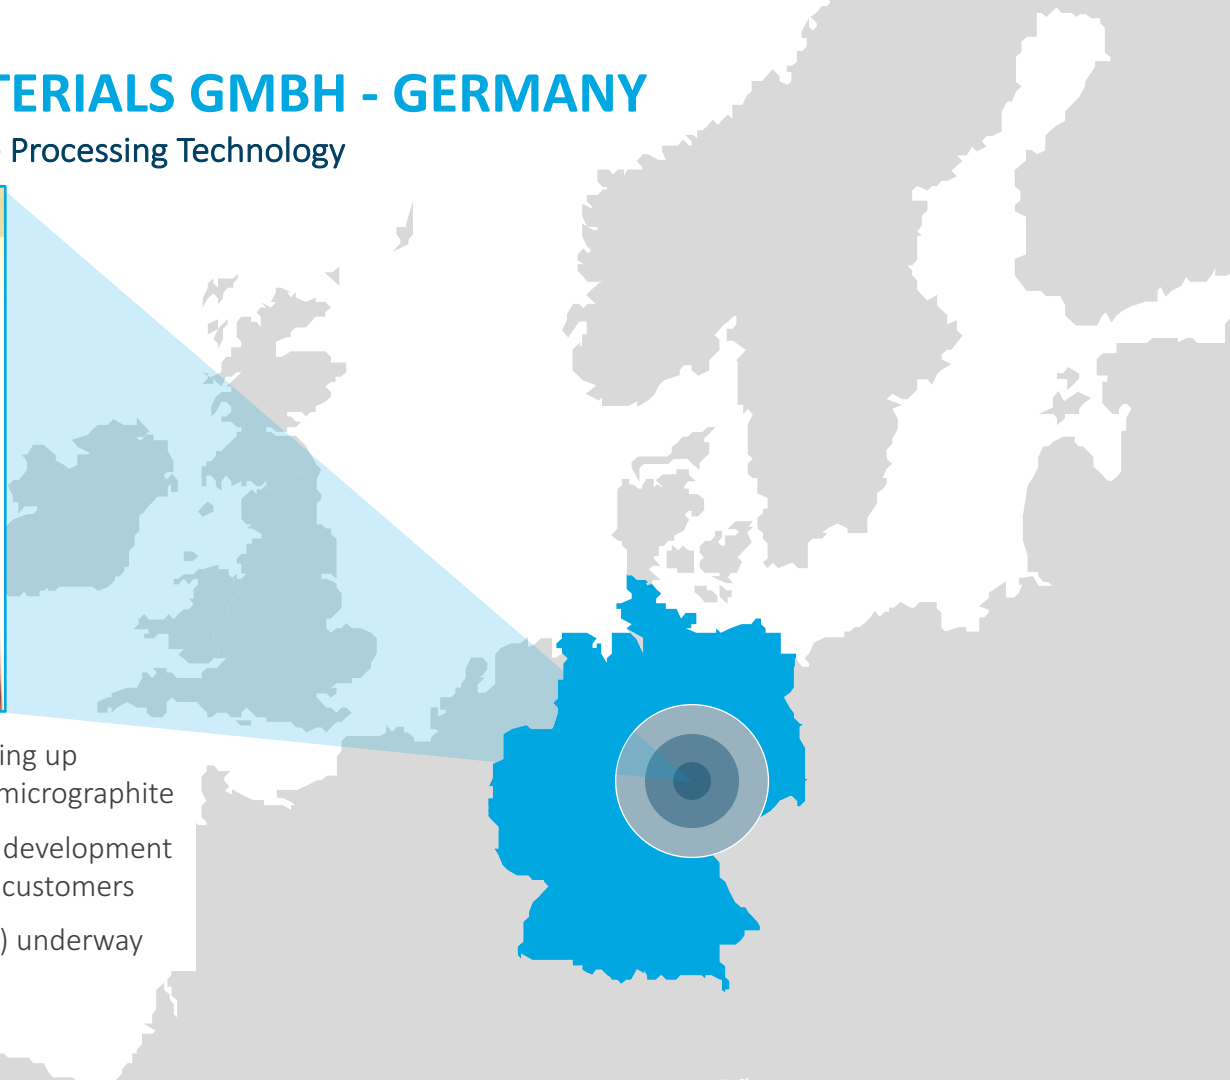 TERIALS GMBH - GERMANY
Processing Technology
ing up
micrographite
development
customers
) underway